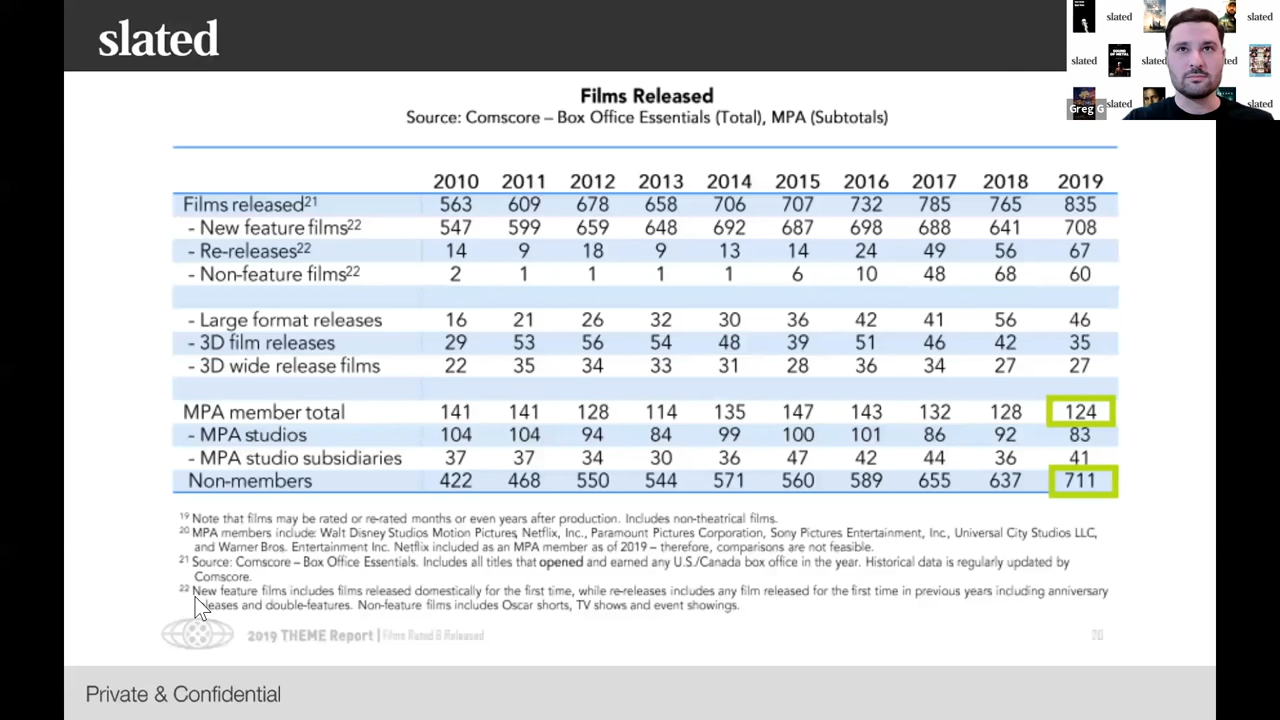 slated
slated
slated
slated
slated
SOUND OF METAL
slated
slated
slated
slated
Greg G
Films Released
Source: Comscore – Box Office Essentials (Total), MPA (Subtotals)
2010 2011 2012 2013 2014 2015 2016 2017 2018 2019
Films released21 563 609 678 658 706 707 732 785 765 835
- New feature films22 547 599 659 648 692 687 698 688 641 708
- Re-releases22 14 9 18 9 13 14 24 49 56 67
- Non-feature films22 2 1 1 1 1 6 10 48 68 60
- Large format releases 16 21 26 32 30 36 42 41 56 46
- 3D film releases 29 53 56 54 48 39 51 46 42 35
- 3D wide release films 22 35 34 33 31 28 36 34 27 27
MPA member total 141 141 128 114 135 147 143 132 128 124
- MPA studios 104 104 94 84 99 100 101 86 92 83
- MPA studio subsidiaries 37 37 34 30 36 47 42 44 36 41
Non-members 422 468 550 544 571 560 589 655 637 711
19 Note that films may be rated or re-rated months or even years after production. Includes non-theatrical films.
20 MPA members include: Walt Disney Studios Motion Pictures, Netflix, Inc., Paramount Pictures Corporation, Sony Pictures Entertainment, Inc., Universal City Studios LLC,
and Warner Bros. Entertainment Inc. Netflix included as an MPA member as of 2019 – therefore, comparisons are not feasible.
21 Source: Comscore – Box Office Essentials. Includes all titles that opened and earned any U.S./Canada box office in the year. Historical data is regularly updated by
Comscore.
22 New feature films includes films released domestically for the first time, while re-releases includes any film released for the first time in previous years including anniversary
releases and double-features. Non-feature films includes Oscar shorts, TV shows and event showings.
2019 THEME Report | Films Rated & Released
Private & Confidential